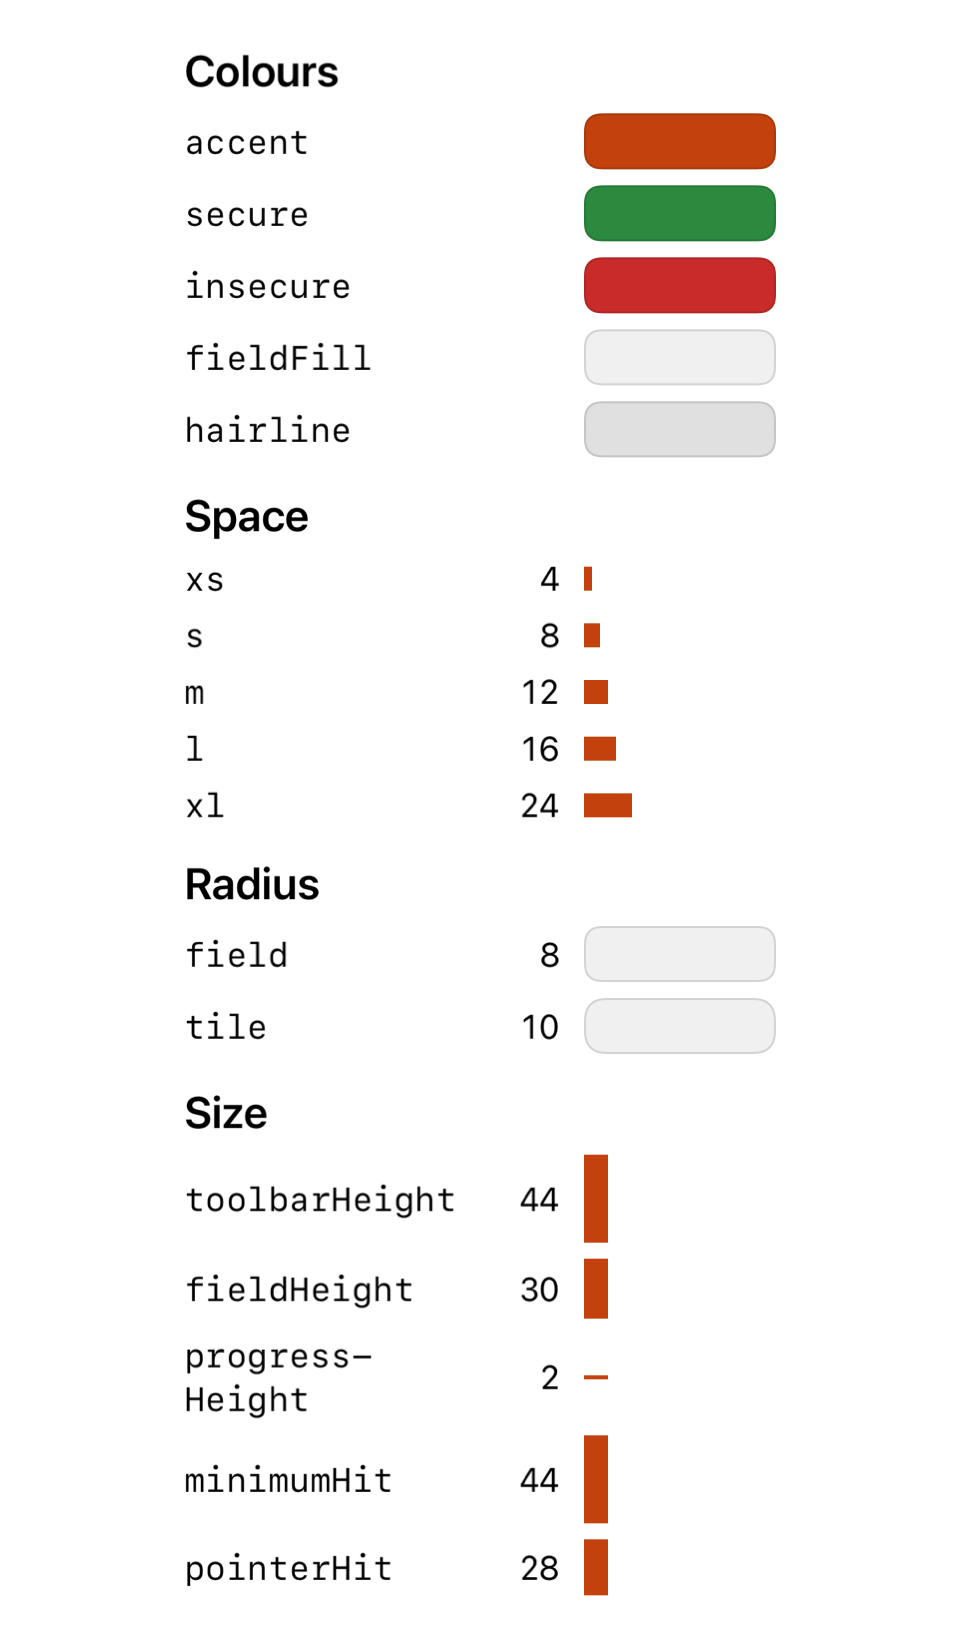 Colours
accent
secure
insecure
fieldFill
hairline
Space
xs 4
s 8
m 12
l 16
xl 24
Radius
field 8
tile 10
Size
toolbarHeight 44
fieldHeight 30
progress-
Height 2
minimumHit 44
pointerHit 28